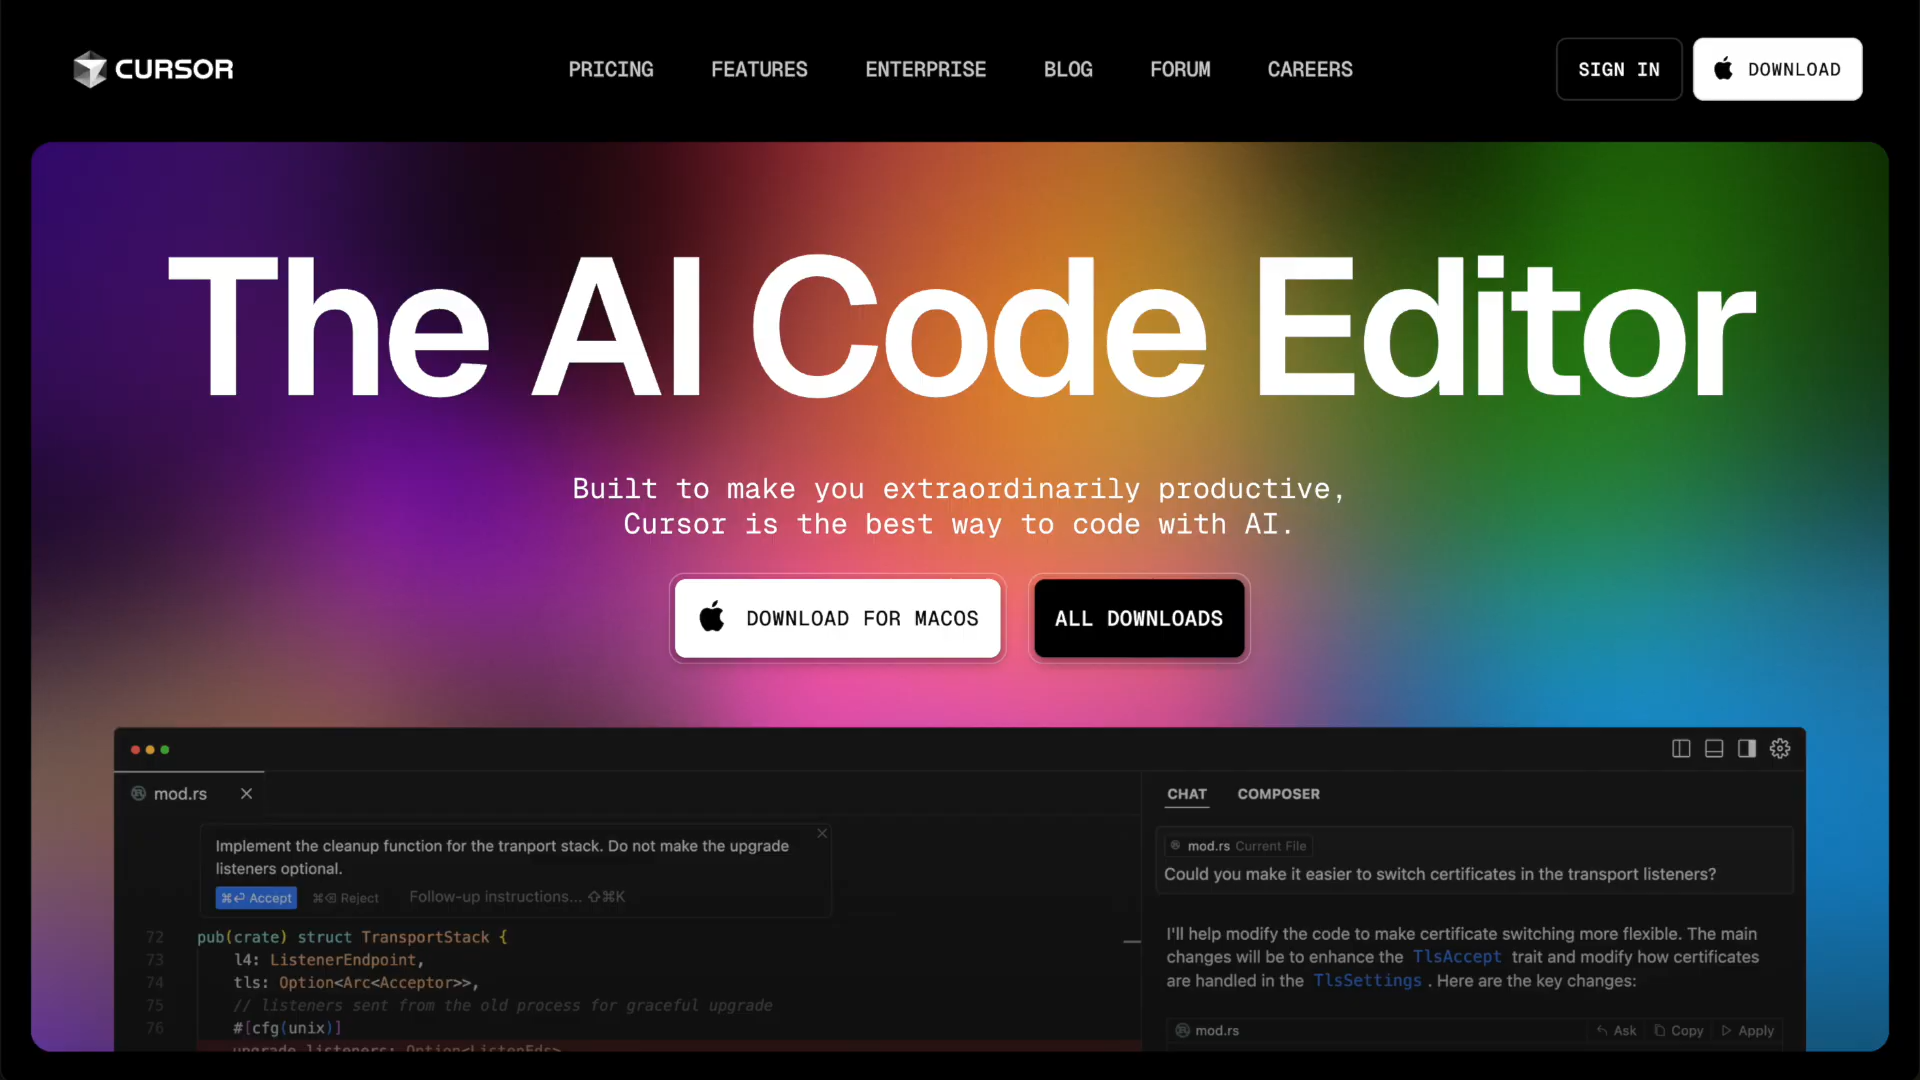 CURSOR
PRICING
FEATURES
ENTERPRISE
BLOG
FORUM
CAREERS
SIGN IN
DOWNLOAD
The AI Code Editor
Built to make you extraordinarily productive,
Cursor is the best way to code with AI.
DOWNLOAD FOR MACOS
ALL DOWNLOADS
mod.rs
Implement the cleanup function for the tranport stack. Do not make the upgrade
listeners optional.
⌘⏎ Accept
⌘⌫ Reject
Follow-up instructions... ⇧⌘K
72 pub(crate) struct TransportStack {
73 l4: ListenerEndpoint,
74 tls: Option<Arc<Acceptor>>,
75 // listeners sent from the old process for graceful upgrade
76 #[cfg(unix)]
upgrade_listeners: Option<ListenFds>
CHAT
COMPOSER
mod.rs Current File
Could you make it easier to switch certificates in the transport listeners?
I'll help modify the code to make certificate switching more flexible. The main
changes will be to enhance the TlsAccept trait and modify how certificates
are handled in the TlsSettings . Here are the key changes:
mod.rs
Ask
Copy
Apply